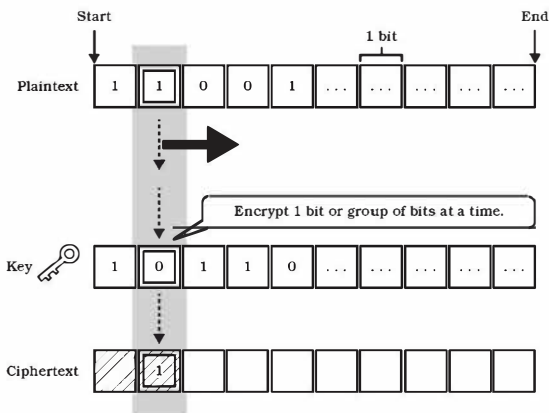 Start
End
1 bit
Plaintext 1 1 0 0 1 ... ... ... ... ...
Encrypt 1 bit or group of bits at a time.
Key 1 0 1 1 0 ... ... ... ... ...
Ciphertext 1